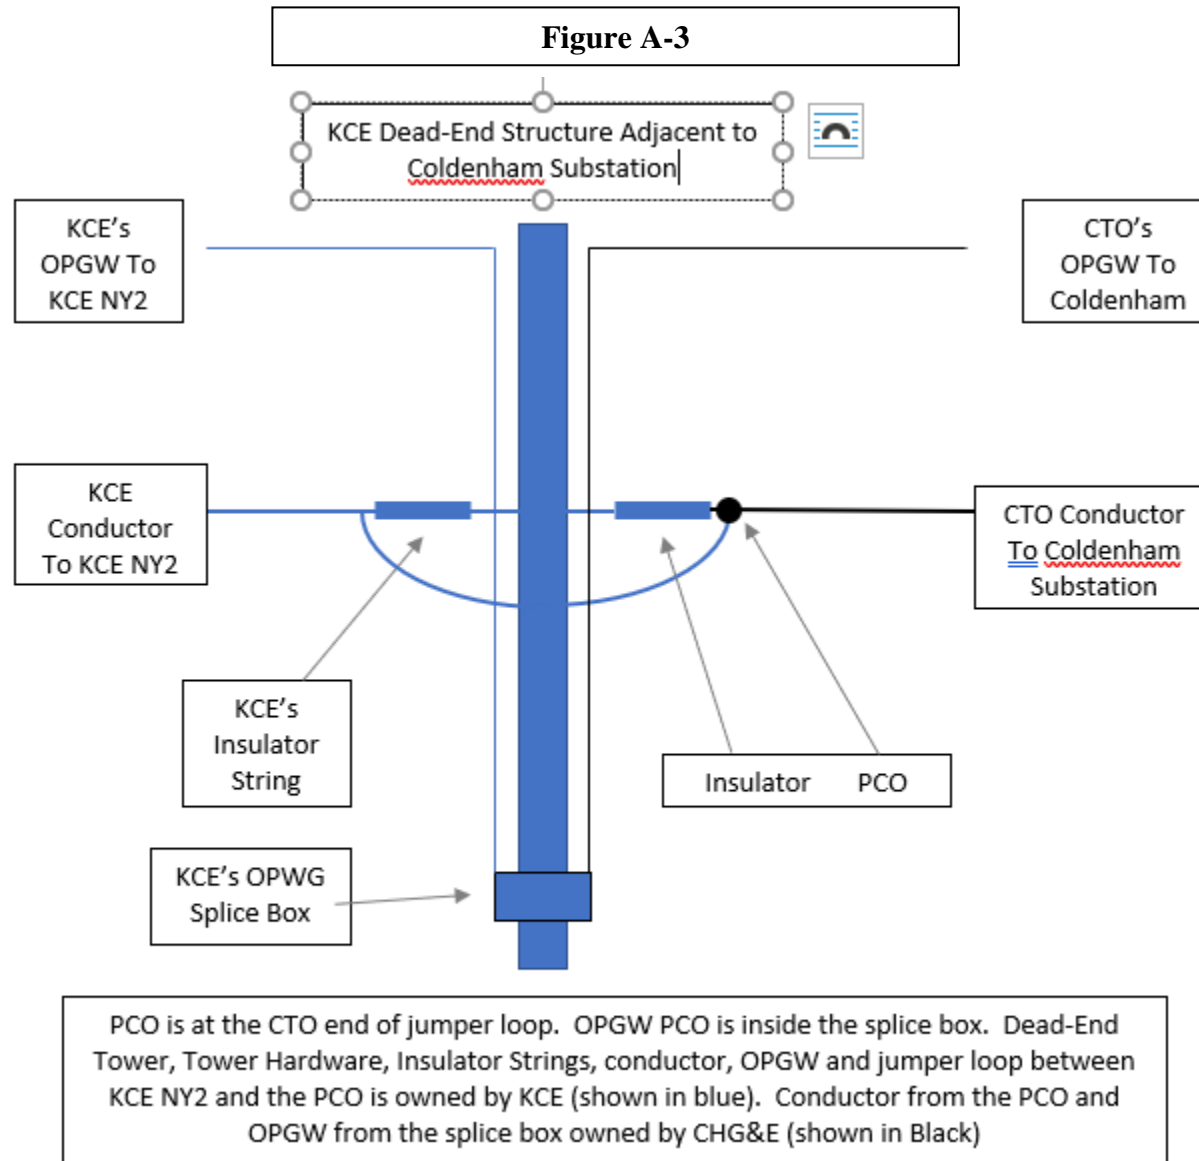 Figure A-3
KCE Dead-End Structure Adjacent to
Coldenham Substation
KCE's
OPGW To
KCE NY2
CTO's
OPGW To
Coldenham
KCE
Conductor
To KCE NY2
CTO Conductor
To Coldenham
Substation
KCE's
Insulator
String
Insulator PCO
KCE's OPWG
Splice Box
PCO is at the CTO end of jumper loop. OPGW PCO is inside the splice box. Dead-End
Tower, Tower Hardware, Insulator Strings, conductor, OPGW and jumper loop between
KCE NY2 and the PCO is owned by KCE (shown in blue). Conductor from the PCO and
OPGW from the splice box owned by CHG&E (shown in Black)